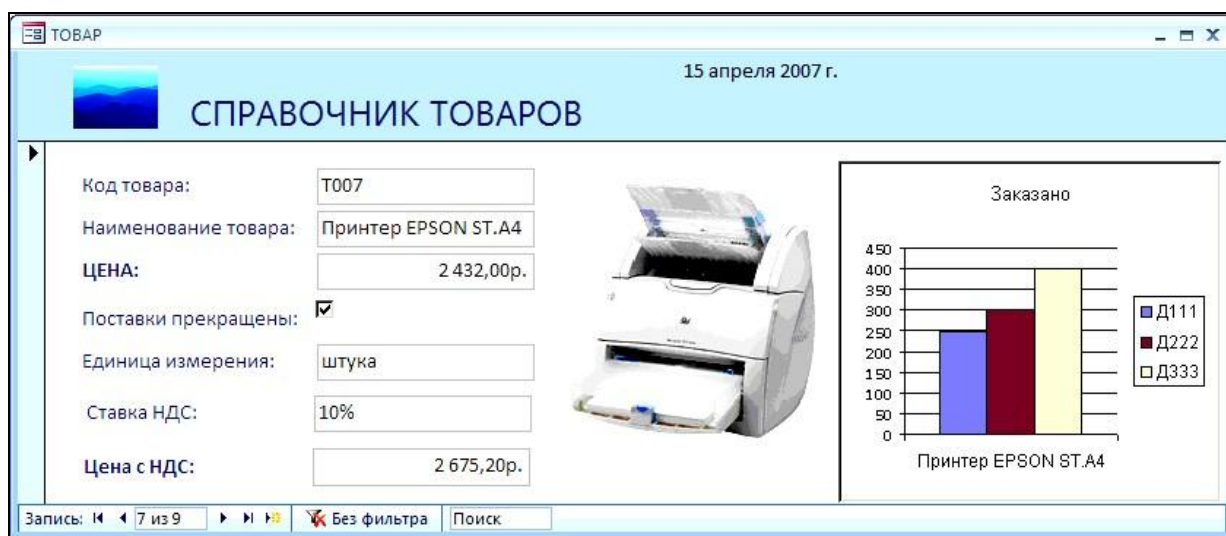 ТОВАР
15 апреля 2007 г.
СПРАВОЧНИК ТОВАРОВ
Код товара: Т007
Наименование товара: Принтер EPSON ST.A4
ЦЕНА: 2 432,00р.
Поставки прекращены:
Единица измерения: штука
Ставка НДС: 10%
Цена с НДС: 2 675,20р.
Заказано
450
400
350
300
250
200
150
100
50
0
Принтер EPSON ST.A4
Д111
Д222
Д333
Запись: 7 из 9 Без фильтра Поиск